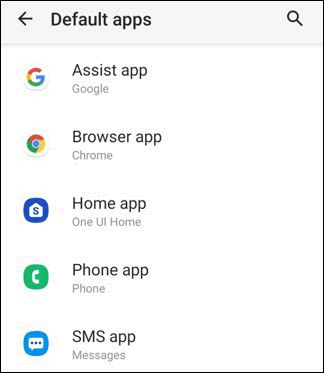 Default apps
Assist app
Google
Browser app
Chrome
Home app
One UI Home
Phone app
Phone
SMS app
Messages